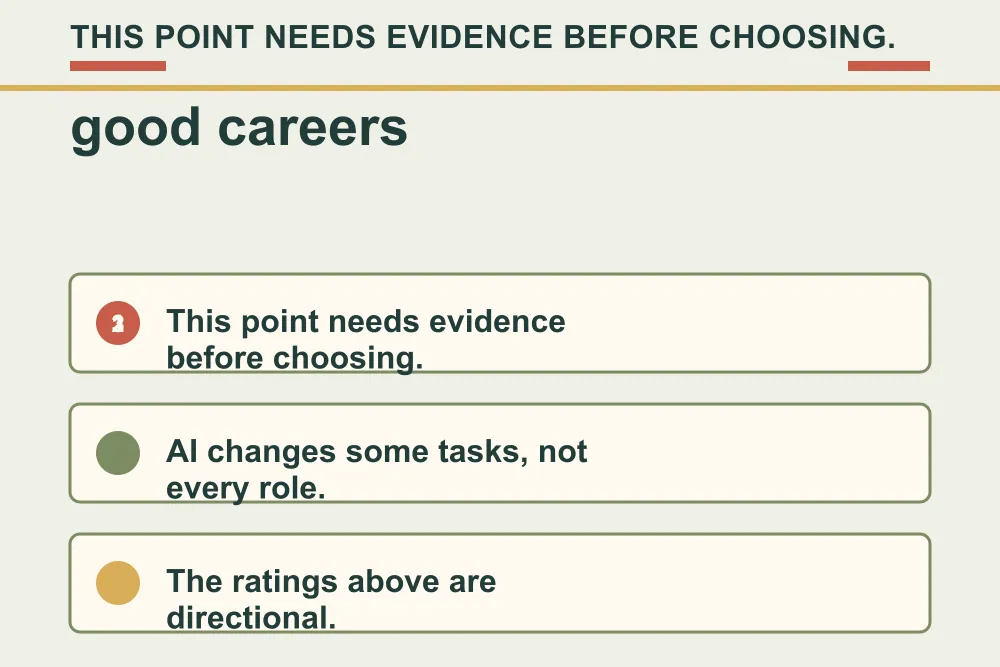 THIS POINT NEEDS EVIDENCE BEFORE CHOOSING.
good careers
This point needs evidence
before choosing.
AI changes some tasks, not
every role.
The ratings above are
directional.